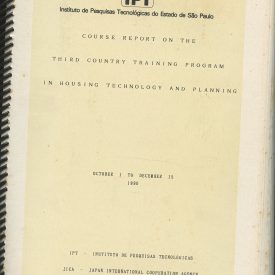 IPT
Instituto de Pesquisas Tecnológicas do Estado de São Paulo
COURSE REPORT ON THE
THIRD COUNTRY TRAINING PROGRAM
IN HOUSING TECHNOLOGY AND PLANNING
OCTOBER 1 TO DECEMBER 15
1990
IPT - INSTITUTO DE PESQUISAS TECNOLÓGICAS
JICA - JAPAN INTERNATIONAL COOPERATION AGENCY